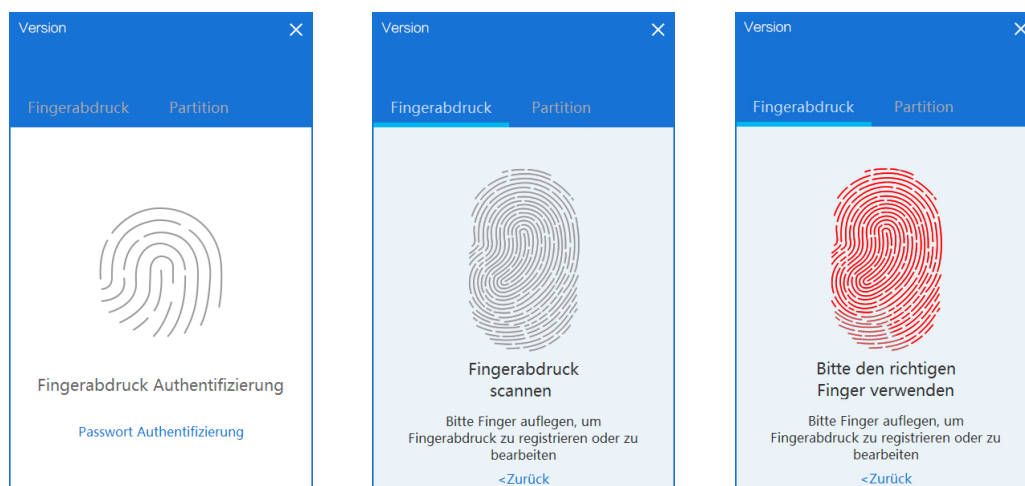 Version
Fingerabdruck Partition
Fingerabdruck Authentifizierung
Passwort Authentifizierung
Version
Fingerabdruck Partition
Fingerabdruck
scannen
Bitte Finger auflegen, um
Fingerabdruck zu registrieren oder zu
bearbeiten
<Zurück
Version
Fingerabdruck Partition
Bitte den richtigen
Finger verwenden
Bitte Finger auflegen, um
Fingerabdruck zu registrieren oder zu
bearbeiten
<Zurück